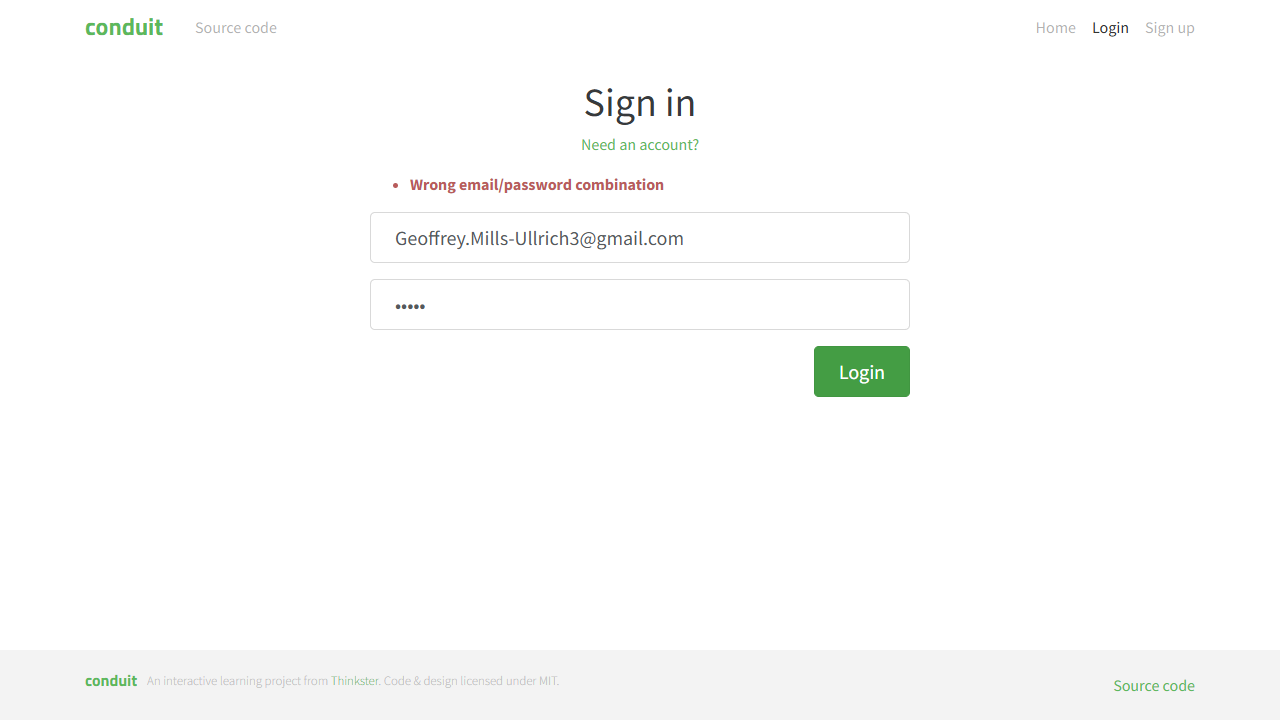 conduit Source code Home Login Sign up
Sign in
Need an account?
Wrong email/password combination
Geoffrey.Mills-Ullrich3@gmail.com
•••••
Login
conduit An interactive learning project from Thinkster. Code & design licensed under MIT. Source code